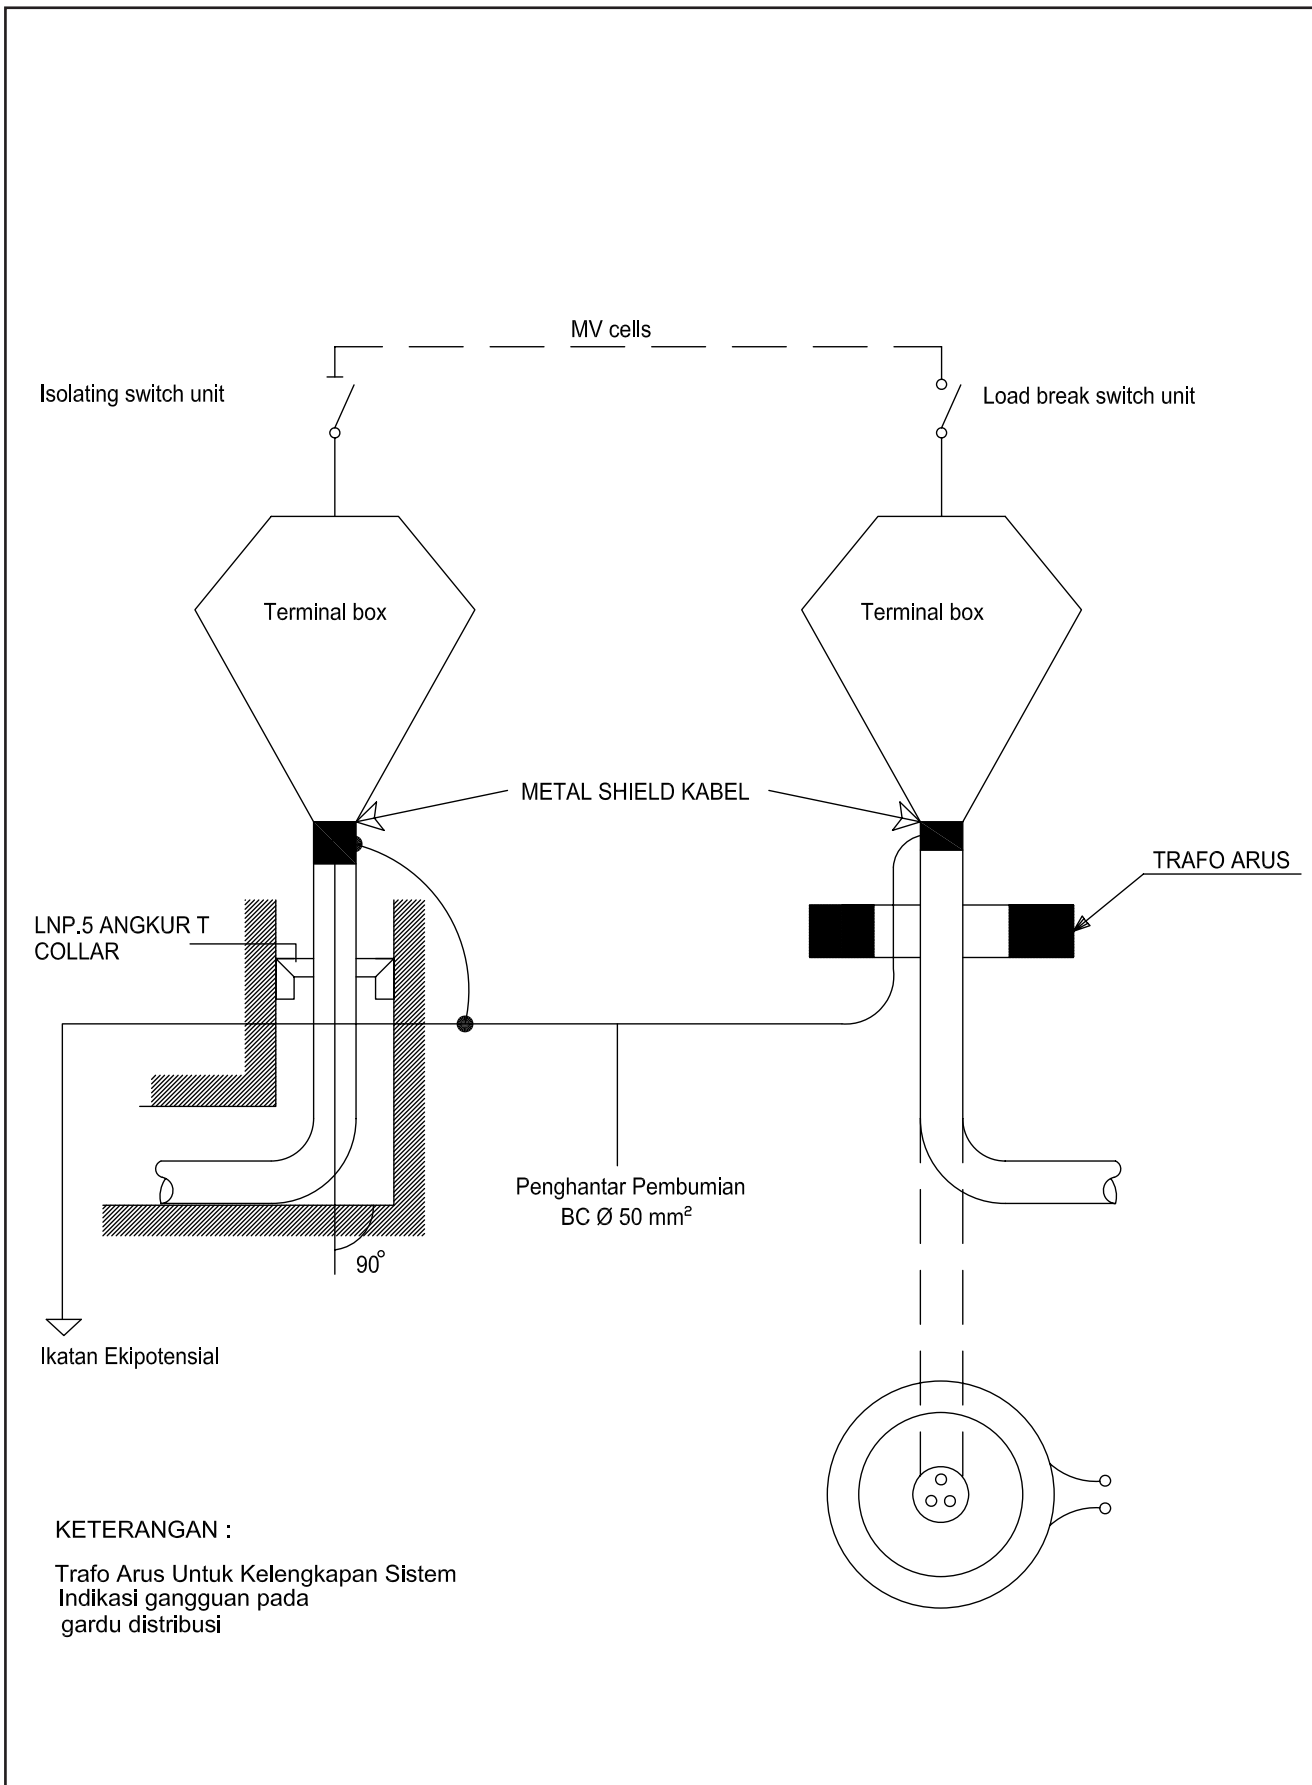 MV cells
Isolating switch unit
Load break switch unit
Terminal box
Terminal box
METAL SHIELD KABEL
TRAFO ARUS
LNP.5 ANGKUR T
COLLAR
Penghantar Pembumian
BC Ø 50 mm²
90°
Ikatan Ekipotensial
KETERANGAN :
Trafo Arus Untuk Kelengkapan Sistem
Indikasi gangguan pada
gardu distribusi